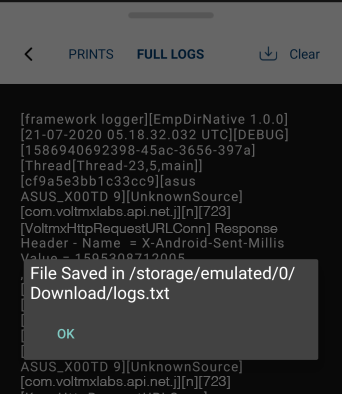 PRINTS FULL LOGS Clear
[framework logger][EmpDirNative 1.0.0]
[21-07-2020 05.18.32.032 UTC][DEBUG]
[1586940692398-45ac-3656-397a]
[Thread[Thread-23,5,main]]
[cf9a5e3bb1c33cc9][asus
ASUS_X00TD 9][UnknownSource]
[com.voltmxlabs.api.net.j][n][723]
[VoltmxHttpRequestURLConn] Response
Header - Name = X-Android-Sent-Millis
Value = 1595308712005
File Saved in /storage/emulated/0/
Download/logs.txt
OK
ASUS_X00TD 9][UnknownSource]
[com.voltmxlabs.api.net.j][n][723]